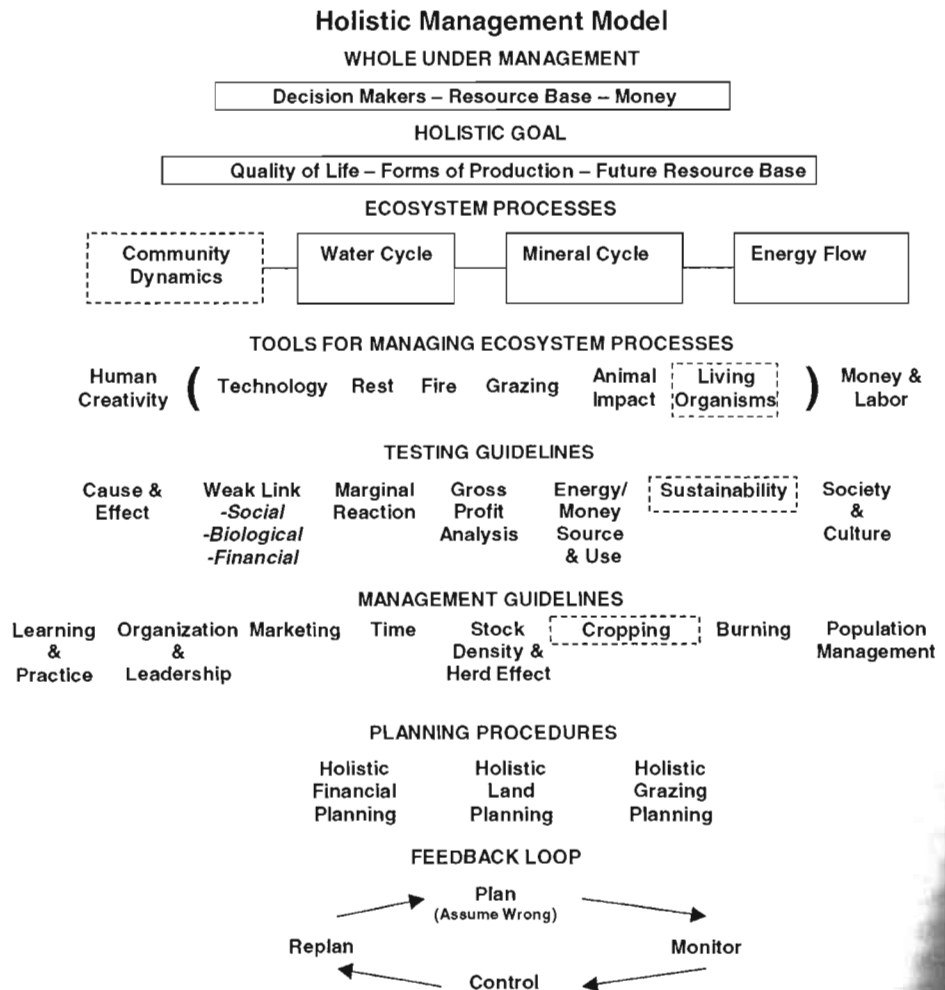 Holistic Management Model
WHOLE UNDER MANAGEMENT
Decision Makers – Resource Base – Money
HOLISTIC GOAL
Quality of Life – Forms of Production – Future Resource Base
ECOSYSTEM PROCESSES
Community
Dynamics
Water Cycle
Mineral Cycle
Energy Flow
TOOLS FOR MANAGING ECOSYSTEM PROCESSES
Human
Creativity
(
Technology
Rest
Fire
Grazing
Animal
Impact
Living
Organisms
)
Money &
Labor
TESTING GUIDELINES
Cause &
Effect
Weak Link
-Social
-Biological
-Financial
Marginal
Reaction
Gross
Profit
Analysis
Energy/
Money
Source
& Use
Sustainability
Society
&
Culture
MANAGEMENT GUIDELINES
Learning
&
Practice
Organization
&
Leadership
Marketing
Time
Stock
Density &
Herd Effect
Cropping
Burning
Population
Management
PLANNING PROCEDURES
Holistic
Financial
Planning
Holistic
Land
Planning
Holistic
Grazing
Planning
FEEDBACK LOOP
Plan
(Assume Wrong)
Replan
Monitor
Control